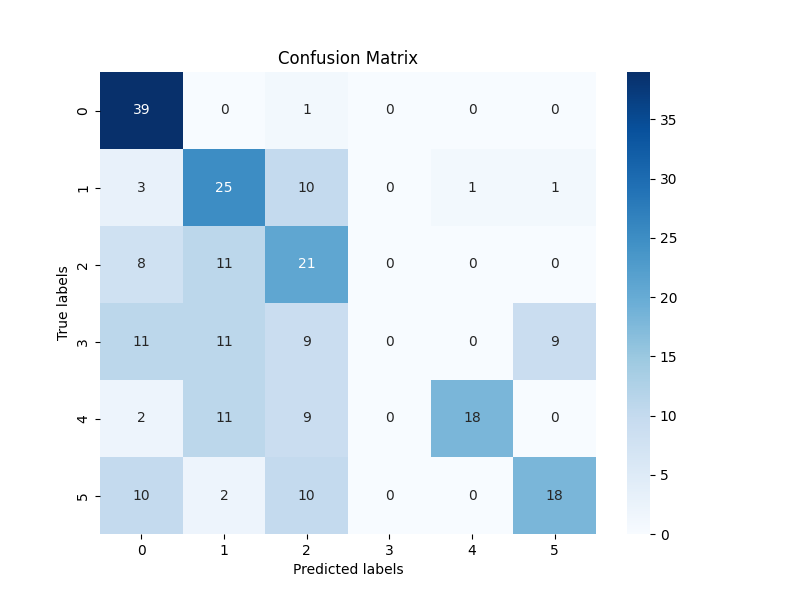 Confusion Matrix
0 39 0 1 0 0 0
1 3 25 10 0 1 1
2 8 11 21 0 0 0
3 11 11 9 0 0 9
4 2 11 9 0 18 0
5 10 2 10 0 0 18
0 1 2 3 4 5
Predicted labels
True labels
35
30
25
20
15
10
5
0